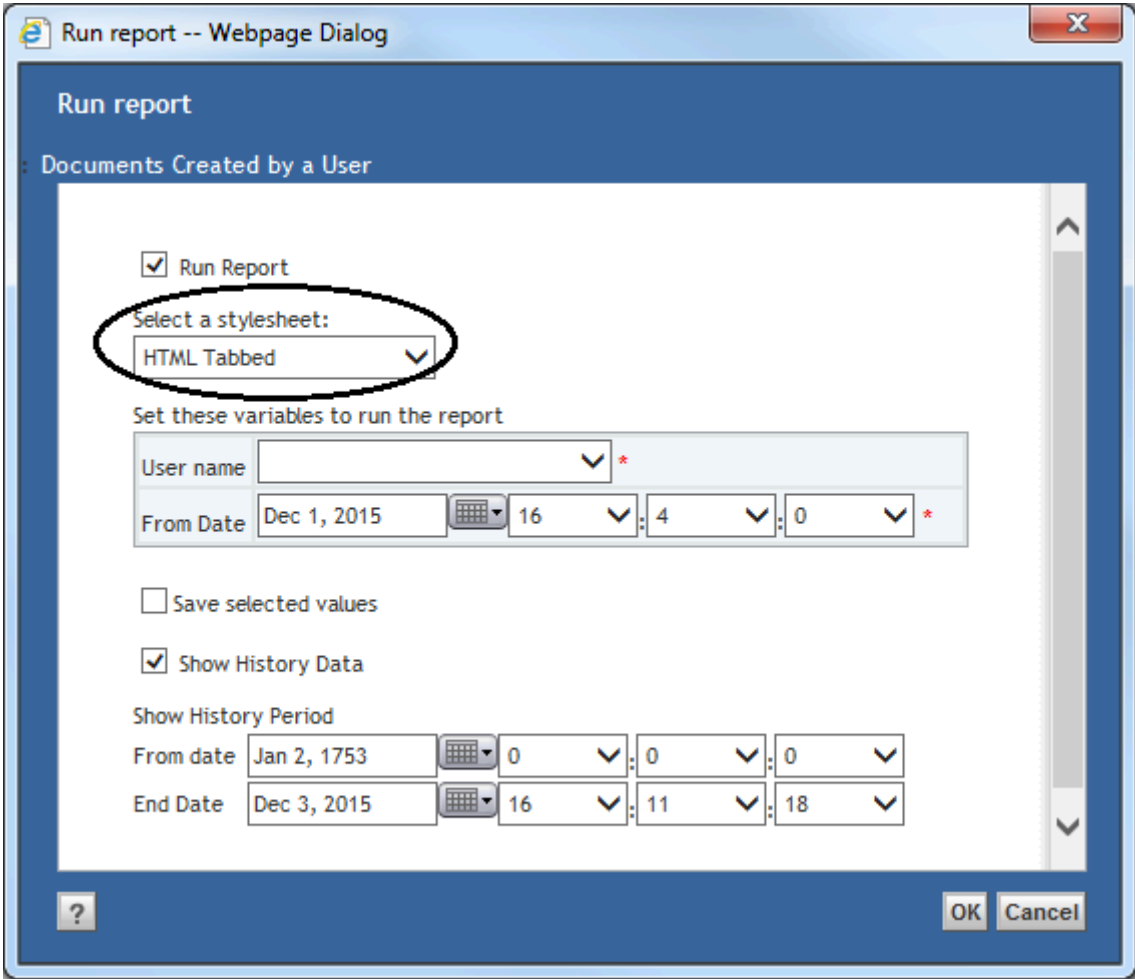 Run report -- Webpage Dialog
x
Run report
: Documents Created by a User
Run Report
Select a stylesheet:
HTML Tabbed
Set these variables to run the report
User name *
From Date Dec 1, 2015 16 : 4 : 0 *
Save selected values
Show History Data
Show History Period
From date Jan 2, 1753 0 : 0 : 0
End Date Dec 3, 2015 16 : 11 : 18
? OK Cancel